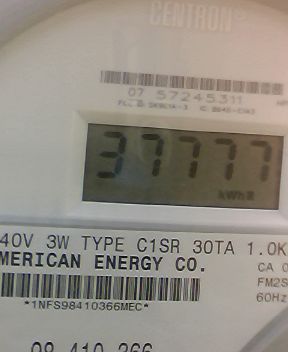 CENTRON®
07 57245311
37777
kWhR
40V 3W TYPE C1SR 30TA 1.0K
MERICAN ENERGY CO.
CA 0
FM2S
60Hz
*1NFS98410366MEC*
98 410 366